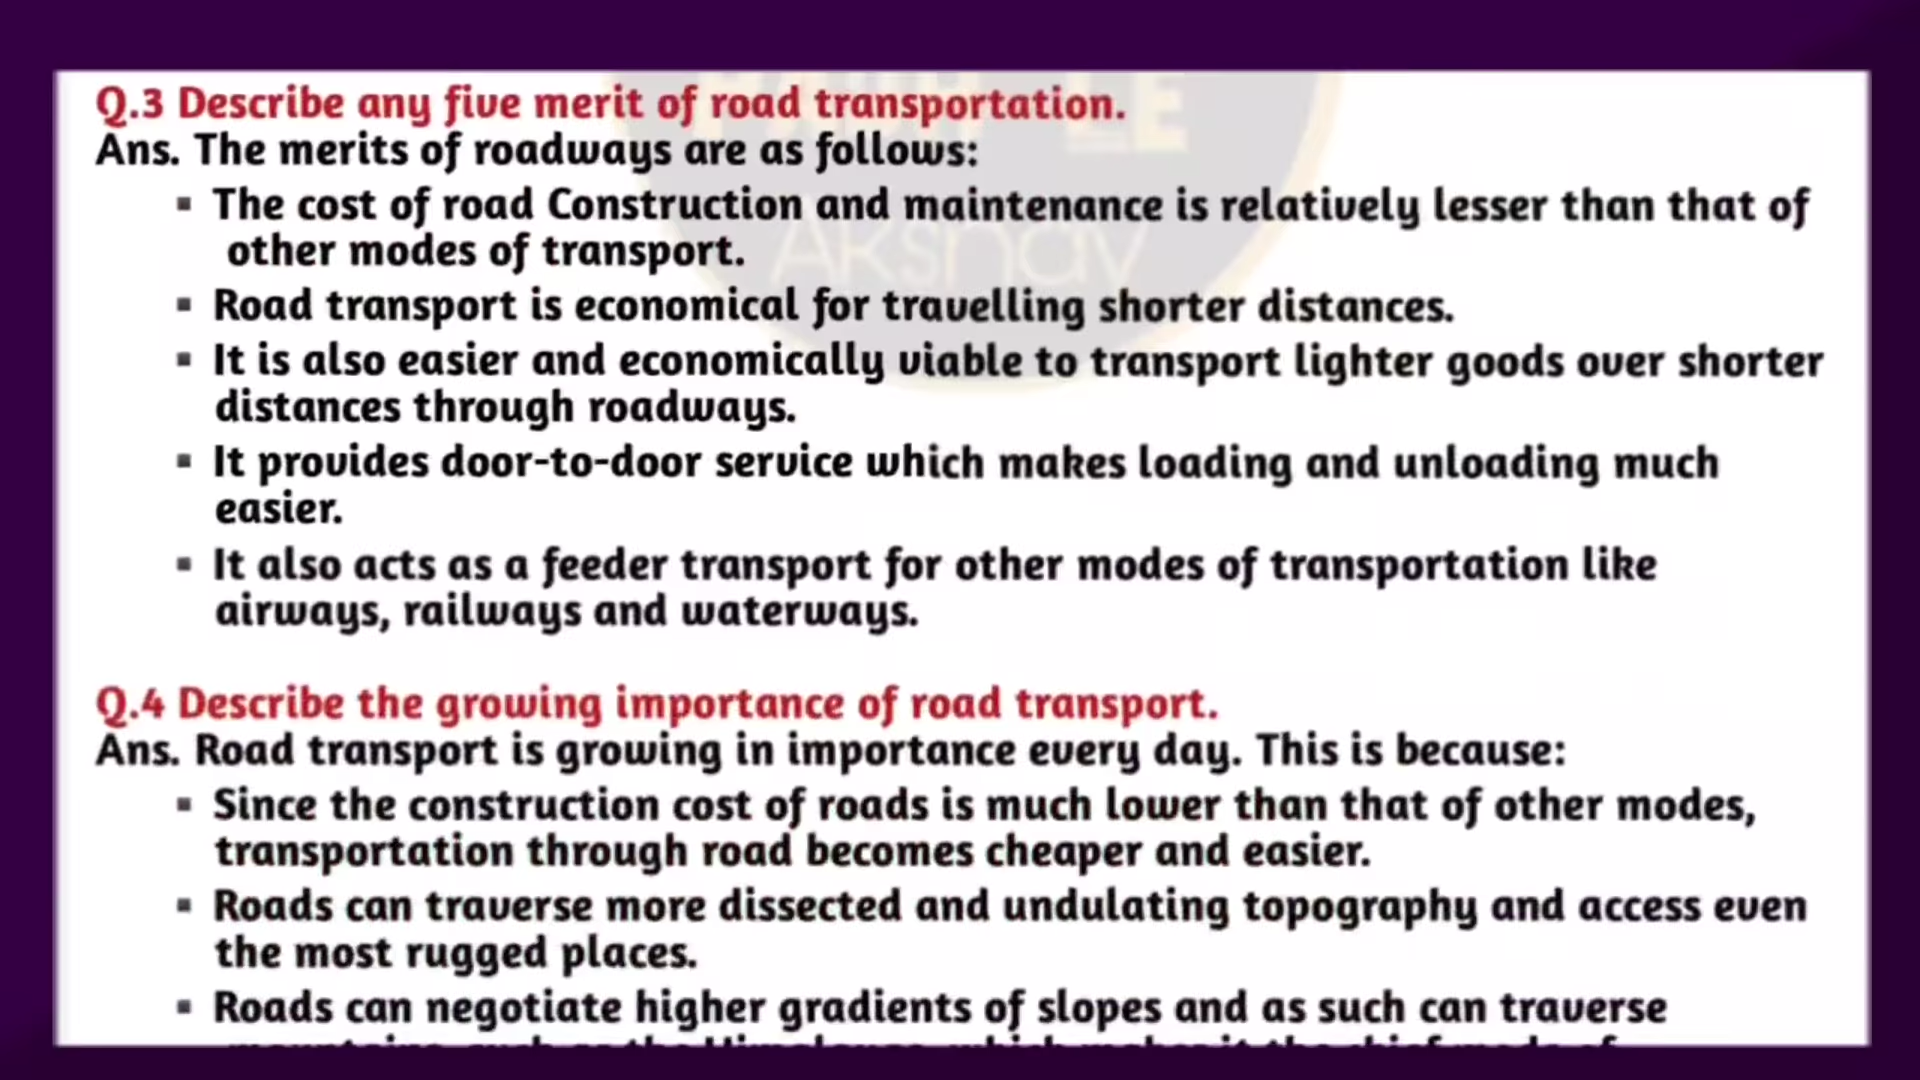 Q.3 Describe any five merit of road transportation.
Ans. The merits of roadways are as follows:
▪ The cost of road Construction and maintenance is relatively lesser than that of
other modes of transport.
▪ Road transport is economical for travelling shorter distances.
▪ It is also easier and economically viable to transport lighter goods over shorter
distances through roadways.
▪ It provides door-to-door service which makes loading and unloading much
easier.
▪ It also acts as a feeder transport for other modes of transportation like
airways, railways and waterways.
Q.4 Describe the growing importance of road transport.
Ans. Road transport is growing in importance every day. This is because:
▪ Since the construction cost of roads is much lower than that of other modes,
transportation through road becomes cheaper and easier.
▪ Roads can traverse more dissected and undulating topography and access even
the most rugged places.
▪ Roads can negotiate higher gradients of slopes and as such can traverse
Akshay